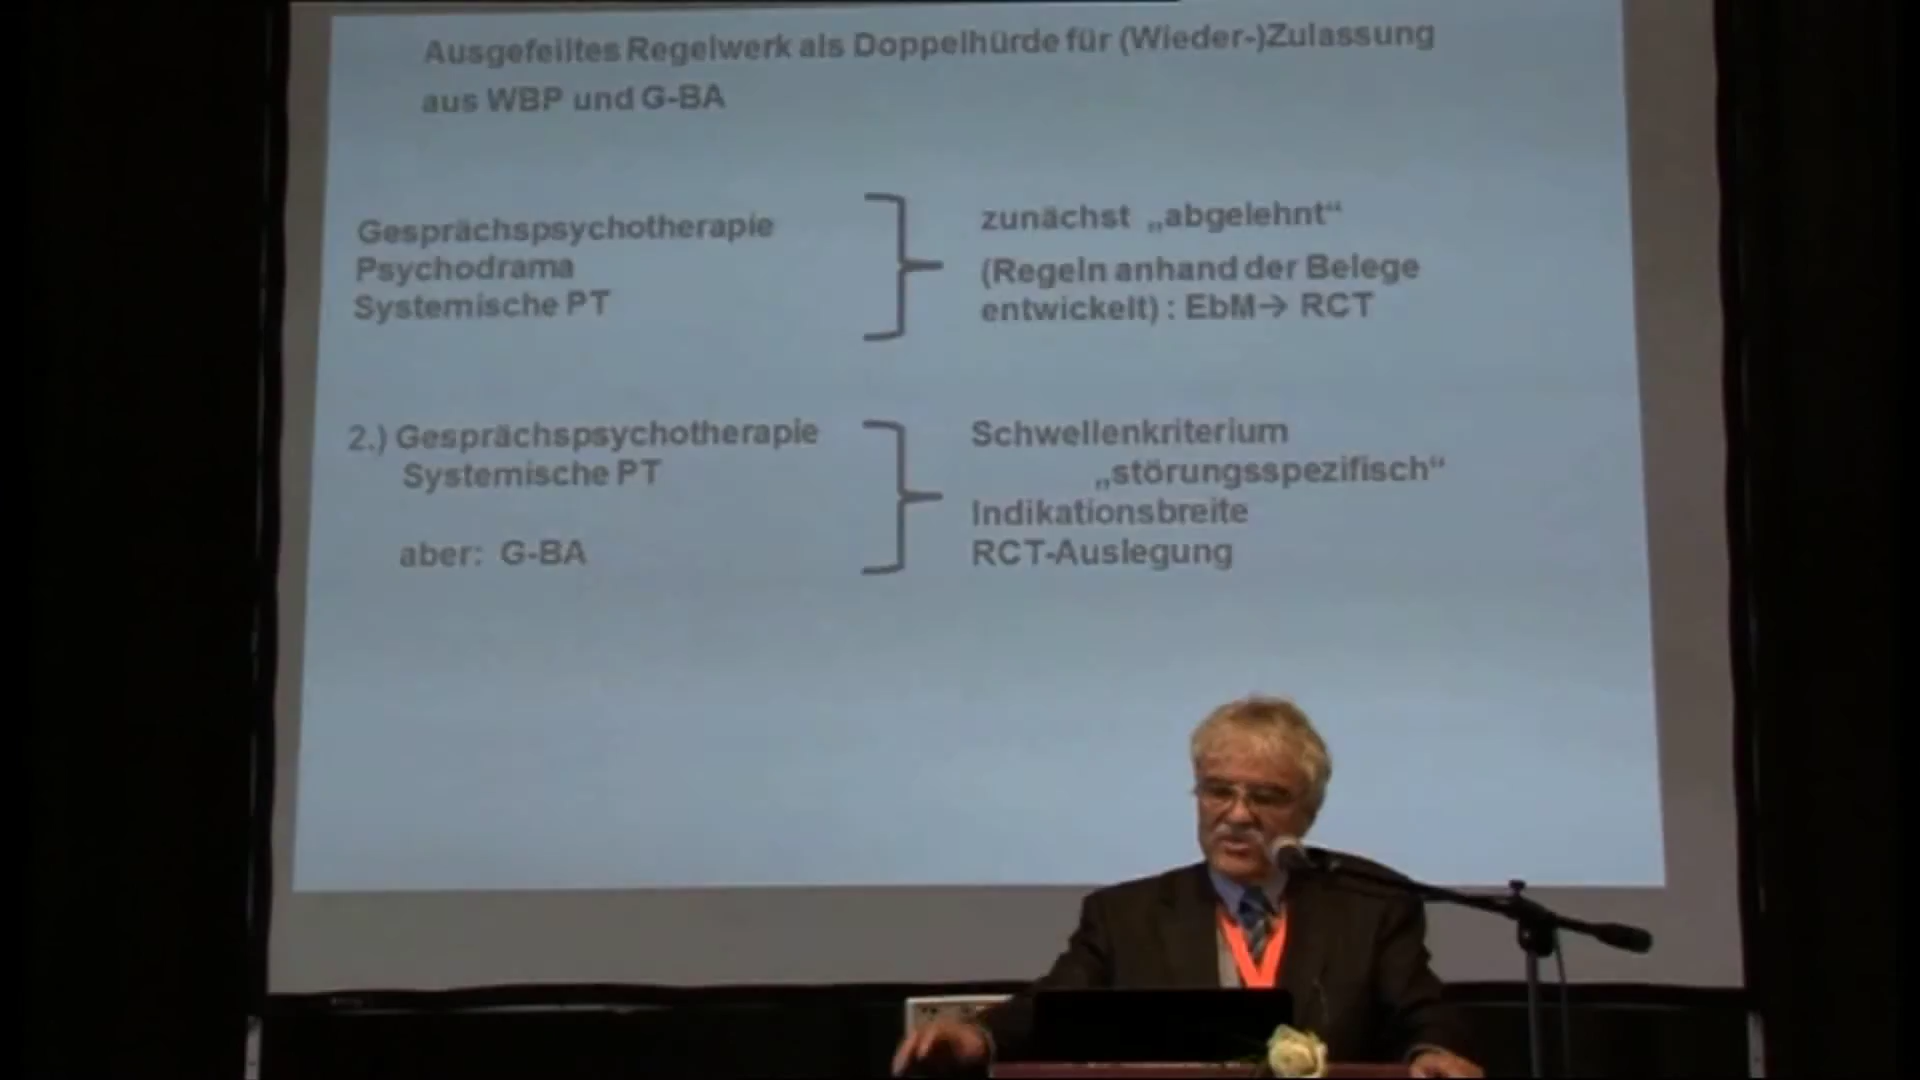 Ausgefeiltes Regelwerk als Doppelhürde für (Wieder-)Zulassung
aus WBP und G-BA
Gesprächspsychotherapie
Psychodrama
Systemische PT
zunächst „abgelehnt“
(Regeln anhand der Belege
entwickelt) : EbM→ RCT
2.) Gesprächspsychotherapie
Systemische PT
aber: G-BA
Schwellenkriterium
„störungsspezifisch“
Indikationsbreite
RCT-Auslegung